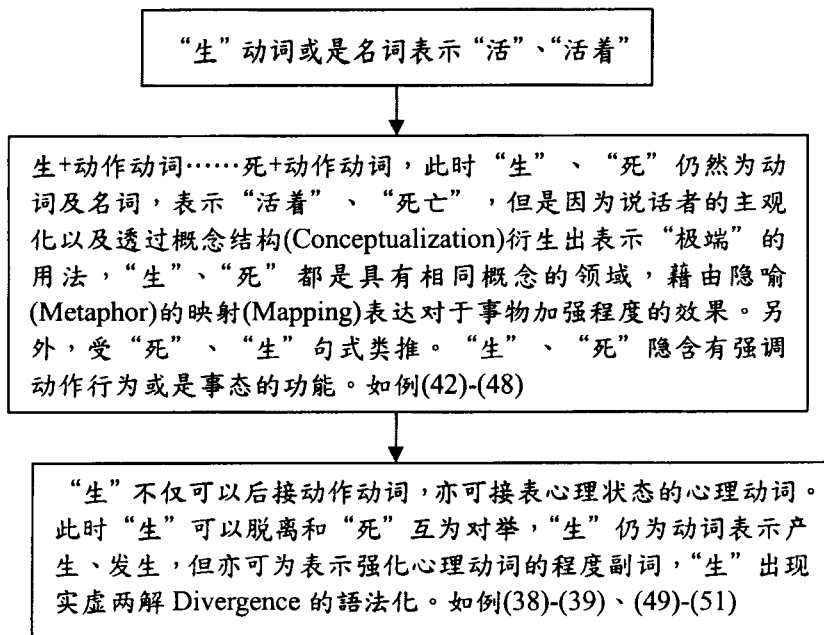 “生”动词或是名词表示“活”、“活着”
生+动作动词……死+动作动词，此时“生”、“死”仍然为动
词及名词，表示“活着”、“死亡”，但是因为说话者的主观
化以及透过概念结构(Conceptualization)衍生出表示“极端”的
用法，“生”、“死”都是具有相同概念的领域，藉由隐喻
(Metaphor)的映射(Mapping)表达对于事物加强程度的效果。另
外，受“死”、“生”句式类推。“生”、“死”隐含有强调
动作行为或是事态的功能。如例(42)-(48)
“生”不仅可以后接动作动词，亦可接表心理状态的心理动词。
此时“生”可以脱离和“死”互为对举，“生”仍为动词表示产
生、发生，但亦可为表示强化心理动词的程度副词，“生”出现
实虚两解 Divergence 的語法化。如例(38)-(39)、(49)-(51)